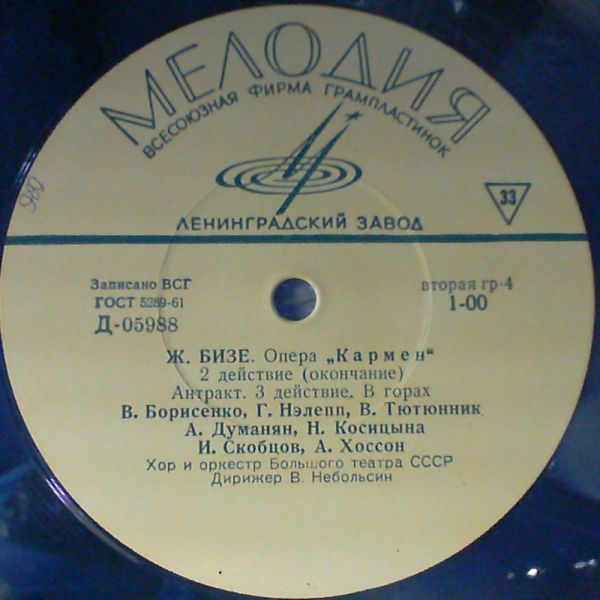 МЕЛОДИЯ
ВСЕСОЮЗНАЯ ФИРМА ГРАМПЛАСТИНОК
33
ЛЕНИНГРАДСКИЙ ЗАВОД
Записано ВСГ
ГОСТ 5289-61
Д-05988
вторая гр-4
1-00
Ж. БИЗЕ. Опера „Кармен"
2 действие (окончание)
Антракт. 3 действие. В горах
В. Борисенко, Г. Нэлепп, В. Тютюнник
А. Думанян, Н. Косицына
И. Скобцов, А. Хоссон
Хор и оркестр Большого театра СССР
Дирижер В. Небольсин